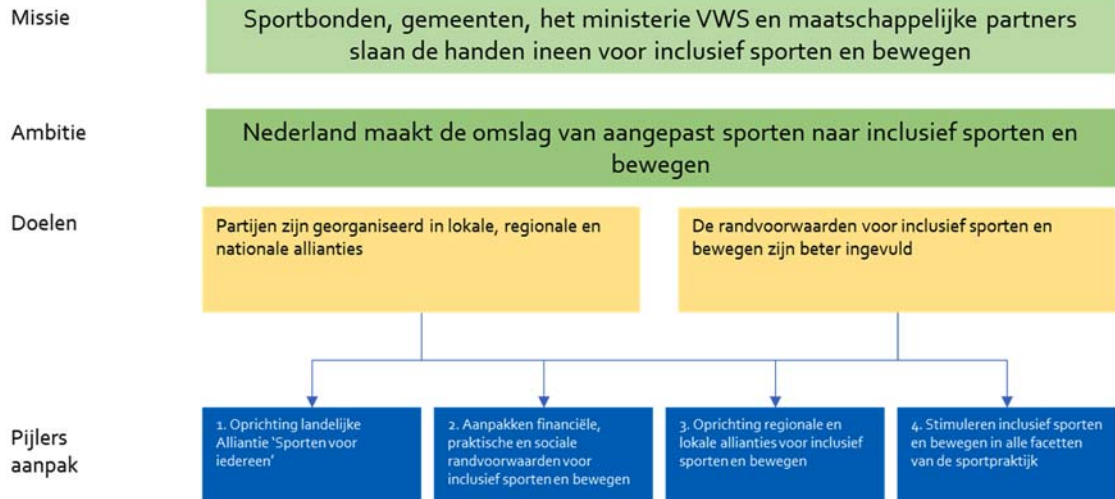 Missie
Sportbonden, gemeenten, het ministerie VWS en maatschappelijke partners
slaan de handen ineen voor inclusief sporten en bewegen
Ambitie
Nederland maakt de omslag van aangepast sporten naar inclusief sporten en
bewegen
Doelen
Partijen zijn georganiseerd in lokale, regionale en
nationale allianties
De randvoorwaarden voor inclusief sporten en
bewegen zijn beter ingevuld
Pijlers
aanpak
1. Oprichting landelijke
Alliantie ‘Sporten voor
iedereen’
2. Aanpakken financiële,
praktische en sociale
randvoorwaarden voor
inclusief sporten en bewegen
3. Oprichting regionale en
lokale allianties voor inclusief
sporten en bewegen
4. Stimuleren inclusief sporten
en bewegen in alle facetten
van de sportpraktijk